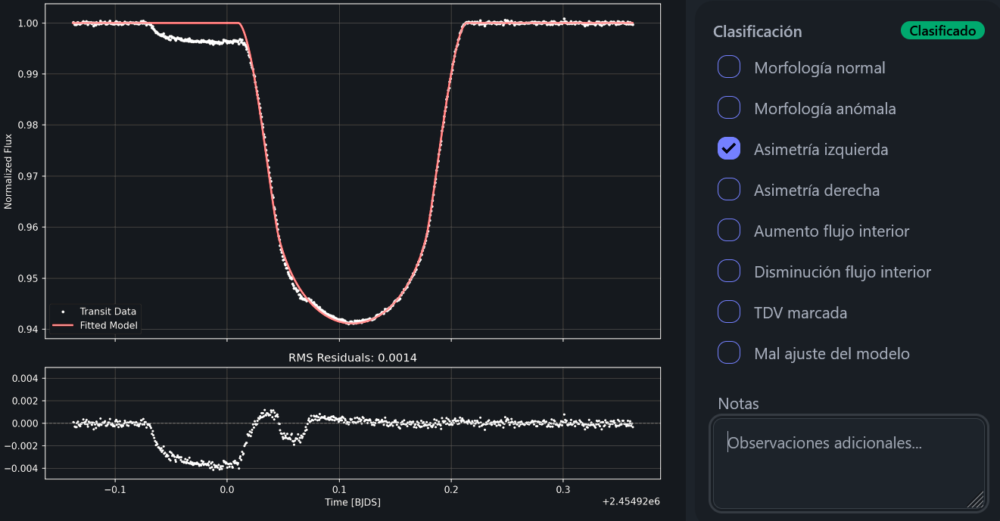 1.00
0.99
0.98
0.97
0.96
0.95
0.94
Normalized Flux
Transit Data
Fitted Model
RMS Residuals: 0.0014
0.004
0.002
0.000
−0.002
−0.004
−0.1
0.0
0.1
0.2
0.3
Time [BJDS]
+2.45492e6
Clasificación
Clasificado
Morfología normal
Morfología anómala
Asimetría izquierda
Asimetría derecha
Aumento flujo interior
Disminución flujo interior
TDV marcada
Mal ajuste del modelo
Notas
Observaciones adicionales...